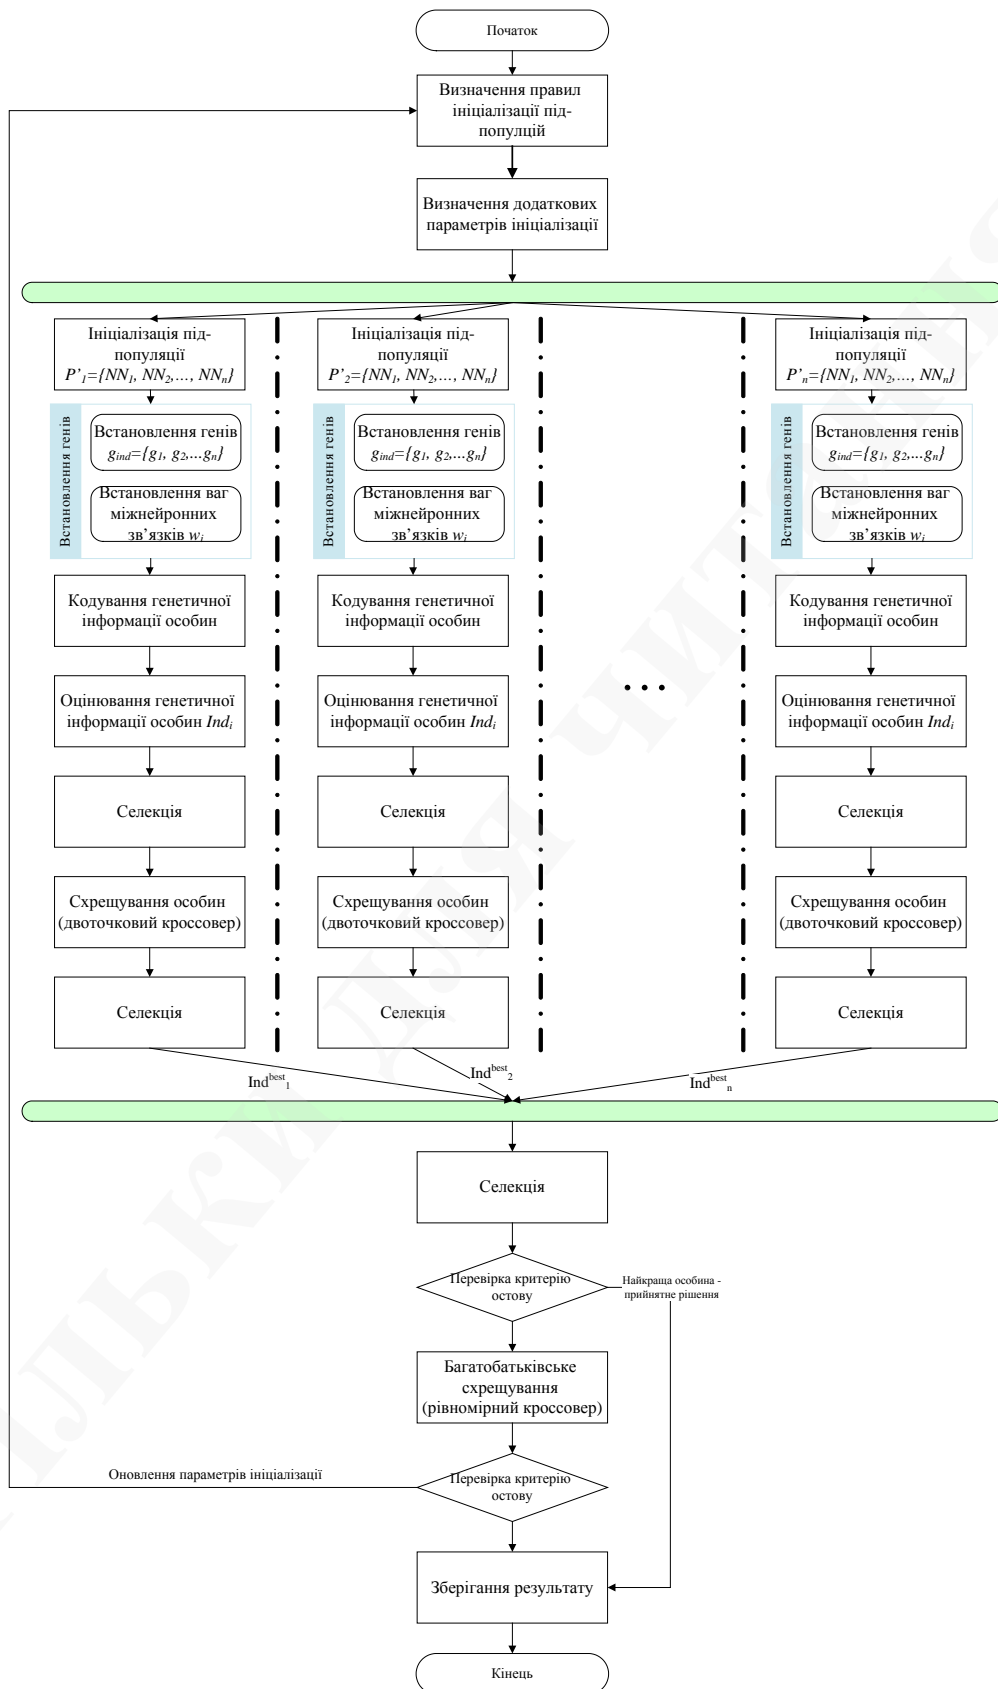 Початок
Визначення правил
ініціалізації під-
популцій
Визначення додаткових
параметрів ініціалізації
Ініціалізація під-
популяції
P’1={NN1, NN2,..., NNn}
Встановлення генів
Встановлення генів
gind={g1, g2,...gn}
Встановлення ваг
міжнейронних
зв’язків wi
Кодування генетичної
інформації особин
Оцінювання генетичної
інформації особин Indi
Селекція
Схрещування особин
(двоточковий кроссовер)
Селекція
Ініціалізація під-
популяції
P’2={NN1, NN2,..., NNn}
Встановлення генів
Встановлення генів
gind={g1, g2,...gn}
Встановлення ваг
міжнейронних
зв’язків wi
Кодування генетичної
інформації особин
Оцінювання генетичної
інформації особин Indi
Селекція
Схрещування особин
(двоточковий кроссовер)
Селекція
...
Ініціалізація під-
популяції
P’n={NN1, NN2,..., NNn}
Встановлення генів
Встановлення генів
gind={g1, g2,...gn}
Встановлення ваг
міжнейронних
зв’язків wi
Кодування генетичної
інформації особин
Оцінювання генетичної
інформації особин Indi
Селекція
Схрещування особин
(двоточковий кроссовер)
Селекція
Indbest1
Indbest2
Indbestn
Селекція
Перевірка критерію
остову
Найкраща особина -
прийнятне рішення
Багатобатьківське
схрещування
(рівномірний кроссовер)
Оновлення параметрів ініціалізації
Перевірка критерію
остову
Зберігання результату
Кінець